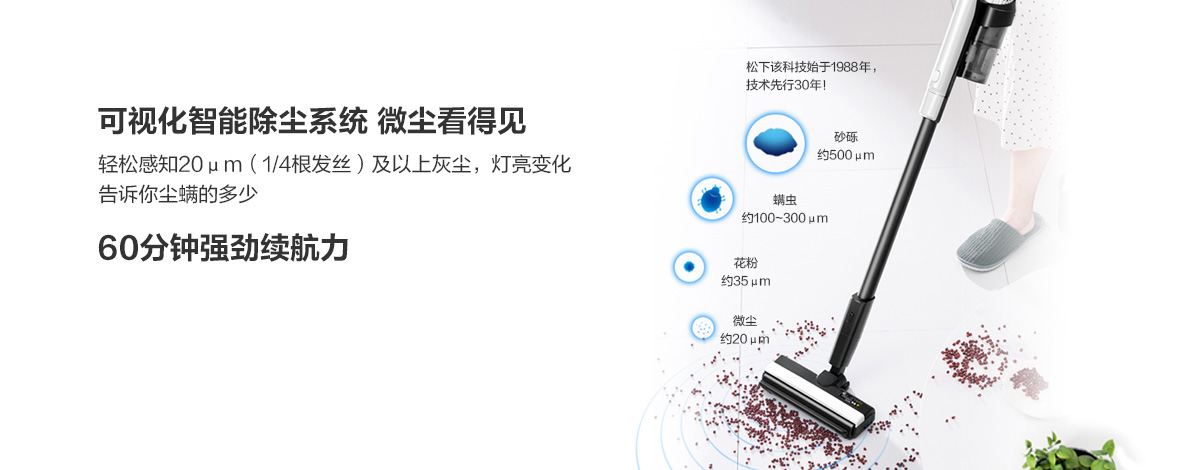 可视化智能除尘系统 微尘看得见
轻松感知20μm（1/4根发丝）及以上灰尘，灯亮变化
告诉你尘螨的多少
60分钟强劲续航力
松下该科技始于1988年，
技术先行30年！
砂砾
约500μm
螨虫
约100~300μm
花粉
约35μm
微尘
约20μm